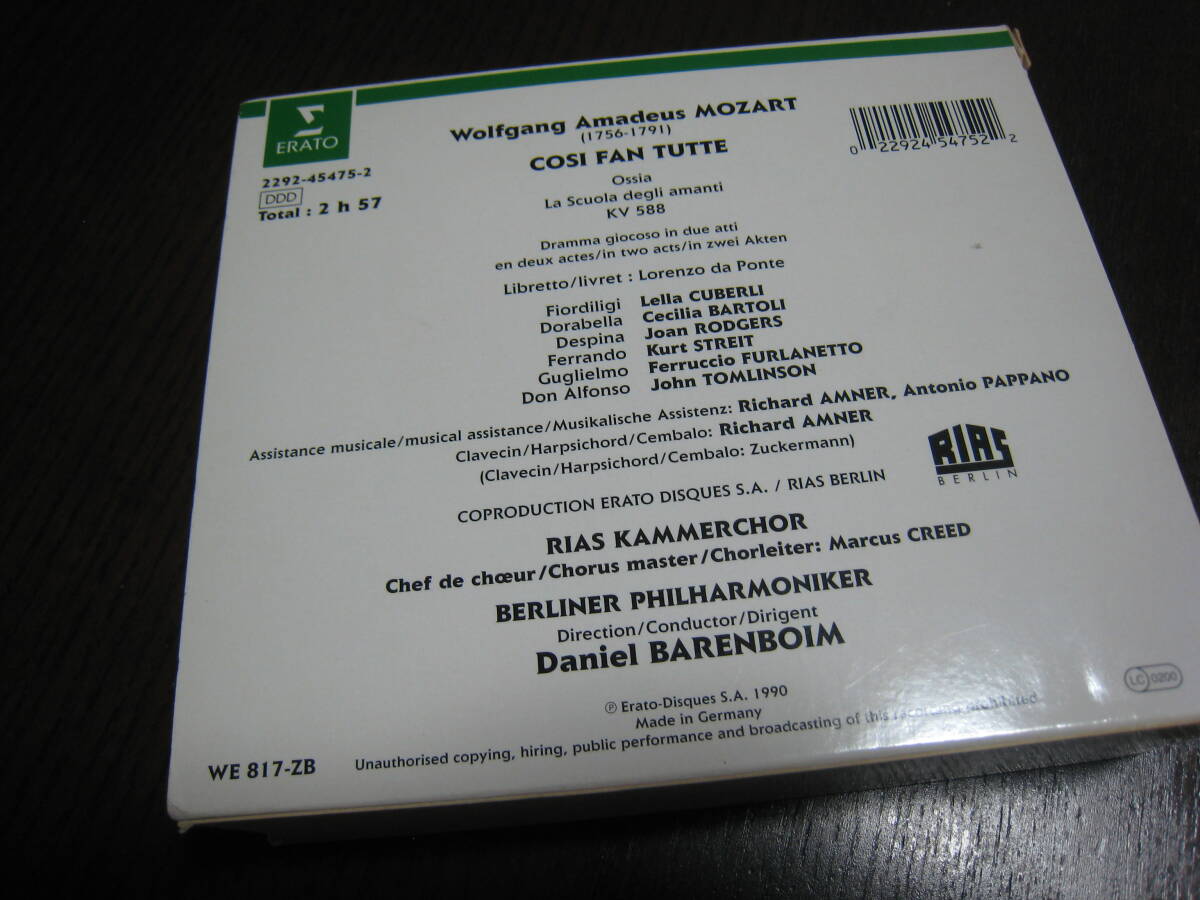 ERATO
2292-45475-2
DDD
Total : 2 h 57
Wolfgang Amadeus MOZART
(1756-1791)
COSI FAN TUTTE
Ossia
La Scuola degli amanti
KV 588
Dramma giocoso in due atti
en deux actes/in two acts/in zwei Akten
Libretto/livret : Lorenzo da Ponte
0 22924 54752 2
Fiordiligi Lella CUBERLI
Dorabella Cecilia BARTOLI
Despina Joan RODGERS
Ferrando Kurt STREIT
Guglielmo Ferruccio FURLANETTO
Don Alfonso John TOMLINSON
Assistance musicale/musical assistance/Musikalische Assistenz: Richard AMNER, Antonio PAPPANO
Clavecin/Harpsichord/Cembalo: Richard AMNER
(Clavecin/Harpsichord/Cembalo: Zuckermann)
RIAS
BERLIN
COPRODUCTION ERATO DISQUES S.A. / RIAS BERLIN
RIAS KAMMERCHOR
Chef de chœur/Chorus master/Chorleiter: Marcus CREED
BERLINER PHILHARMONIKER
Direction/Conductor/Dirigent
Daniel BARENBOIM
℗ Erato-Disques S.A. 1990
Made in Germany
LC 0200
WE 817-ZB
Unauthorised copying, hiring, public performance and broadcasting of this recording prohibited